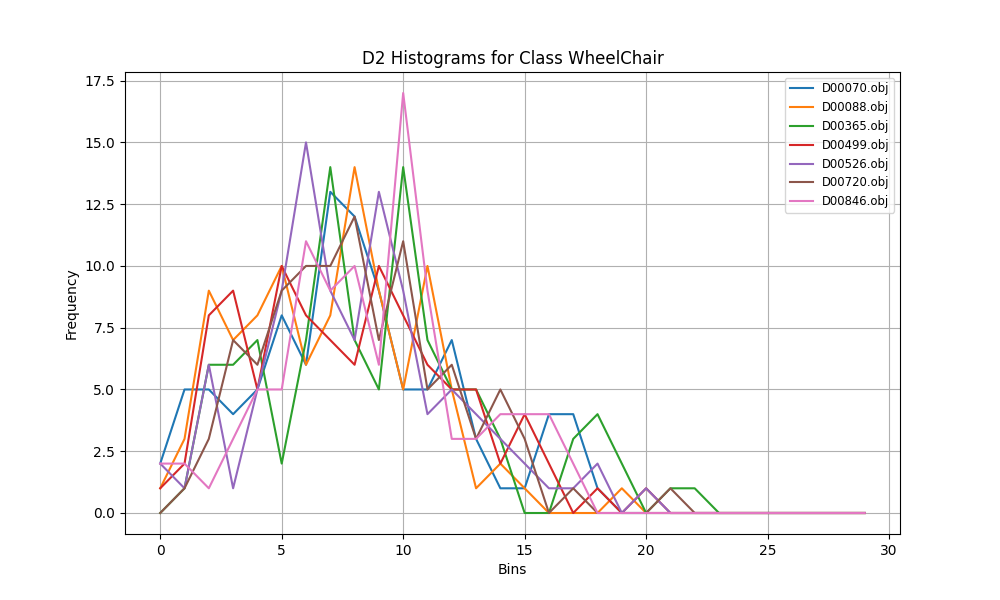 D2 Histograms for Class WheelChair
17.5
15.0
12.5
10.0
7.5
5.0
2.5
0.0
Frequency
D00070.obj
D00088.obj
D00365.obj
D00499.obj
D00526.obj
D00720.obj
D00846.obj
0 5 10 15 20 25 30
Bins